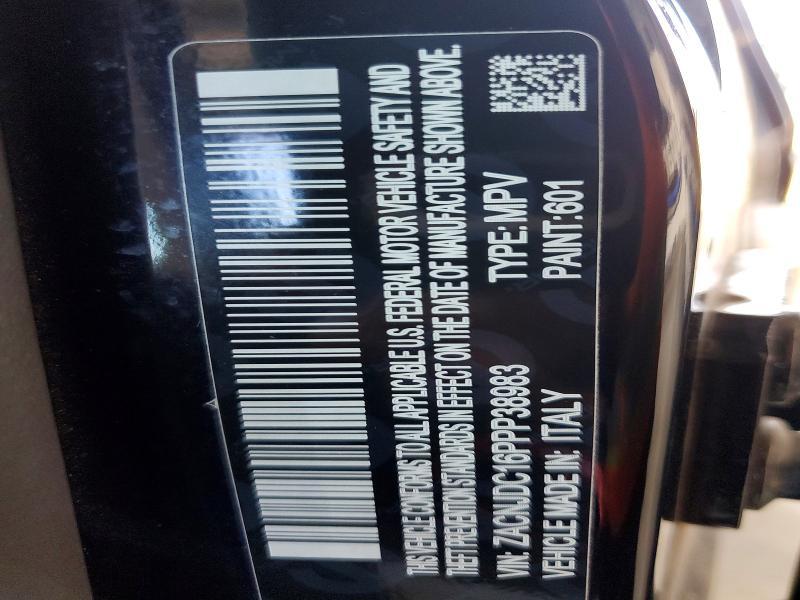 THIS VEHICLE CONFORMS TO ALL APPLICABLE U.S. FEDERAL MOTOR VEHICLE SAFETY AND
THEFT PREVENTION STANDARDS IN EFFECT ON THE DATE OF MANUFACTURE SHOWN ABOVE.
VIN: ZACNJDC16PPP38983 TYPE: MPV
VEHICLE MADE IN: ITALY PAINT:601